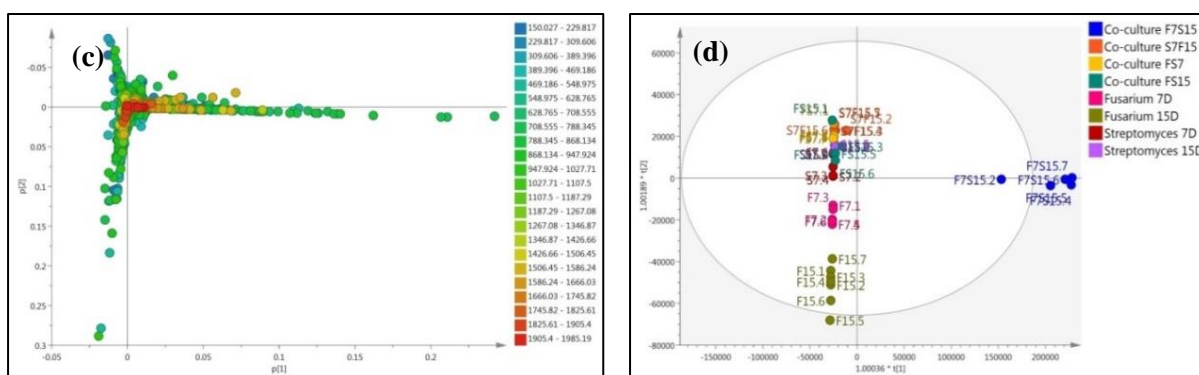 (c)
-0.05
0
0.05
0.1
0.15
0.2
0.25
0.3
-0.05
0
0.05
0.1
0.15
0.2
p[2]
p[1]
150.027 - 229.817
229.817 - 309.606
309.606 - 389.396
389.396 - 469.186
469.186 - 548.975
548.975 - 628.765
628.765 - 708.555
708.555 - 788.345
788.345 - 868.134
868.134 - 947.924
947.924 - 1027.71
1027.71 - 1107.5
1107.5 - 1187.29
1187.29 - 1267.08
1267.08 - 1346.87
1346.87 - 1426.66
1426.66 - 1506.45
1506.45 - 1586.24
1586.24 - 1666.03
1666.03 - 1745.82
1745.82 - 1825.61
1825.61 - 1905.4
1905.4 - 1985.19
(d)
60000
40000
20000
0
-20000
-40000
-60000
-80000
-150000
-100000
-50000
0
50000
100000
150000
200000
1.00189 * t[2]
1.00036 * t[1]
S7F15.2
FS15.5
FS15.6
F7.3
F7.1
F15.7
F15.1
F15.3
F15.4
F15.2
F15.6
F15.5
F7S15.7
F7S15.2
F7S15.6
F7S15.4
Co-culture F7S15
Co-culture S7F15
Co-culture FS7
Co-culture FS15
Fusarium 7D
Fusarium 15D
Streptomyces 7D
Streptomyces 15D